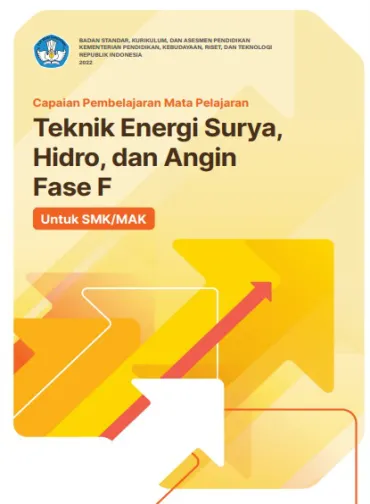 BADAN STANDAR, KURIKULUM, DAN ASESMEN PENDIDIKAN
KEMENTERIAN PENDIDIKAN, KEBUDAYAAN, RISET, DAN TEKNOLOGI
REPUBLIK INDONESIA
2022
Capaian Pembelajaran Mata Pelajaran
Teknik Energi Surya,
Hidro, dan Angin
Fase F
Untuk SMK/MAK